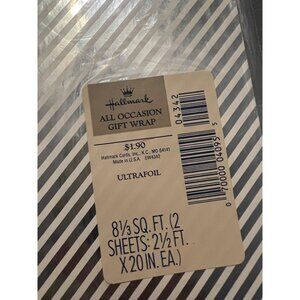 Hallmark
ALL OCCASION
GIFT WRAP
$1.90
Hallmark Cards, Inc., K.C., MO 64141
Made in U.S.A. EW4342
ULTRAFOIL
8⅓ SQ. FT. (2
SHEETS: 2½ FT.
X 20 IN. EA.)
04342
0 70000 04095 5